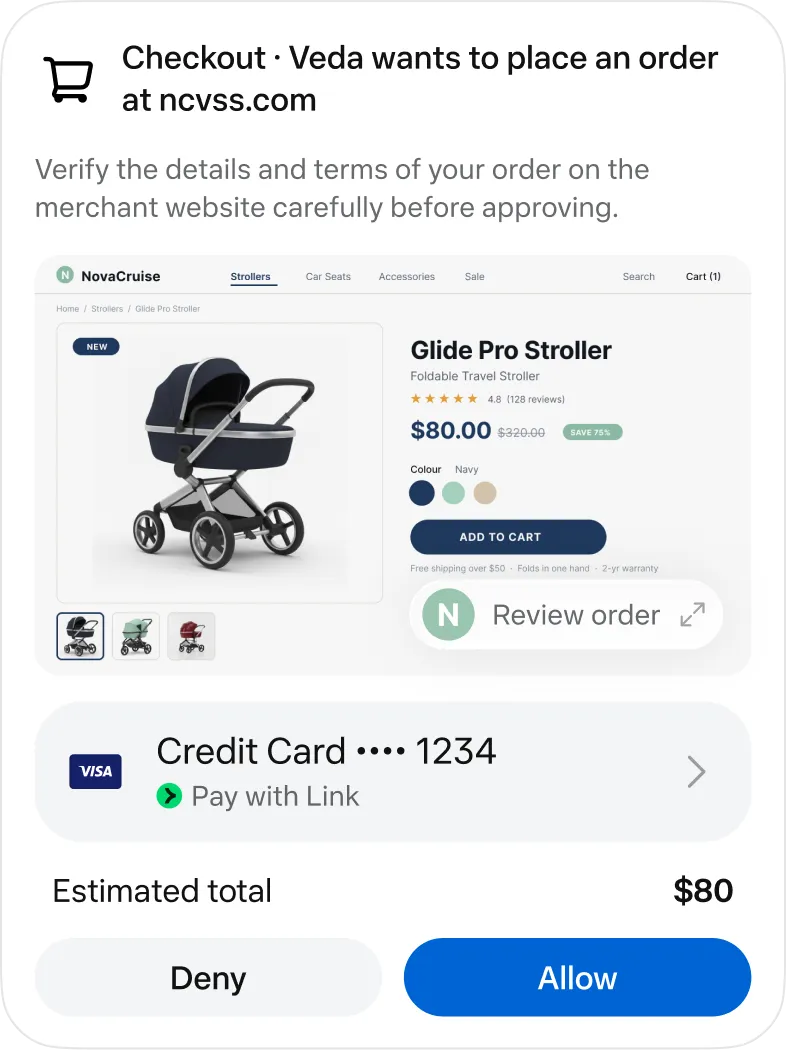 Checkout · Veda wants to place an order
at ncvss.com
Verify the details and terms of your order on the
merchant website carefully before approving.
N NovaCruise Strollers Car Seats Accessories Sale Search Cart (1)
Home / Strollers / Glide Pro Stroller
NEW
Glide Pro Stroller
Foldable Travel Stroller
★★★★★ 4.8 (128 reviews)
$80.00 $320.00 SAVE 75%
Colour Navy
ADD TO CART
Free shipping over $50 · Folds in one hand · 2-yr warranty
N Review order
VISA
Credit Card •••• 1234
Pay with Link
Estimated total $80
Deny Allow